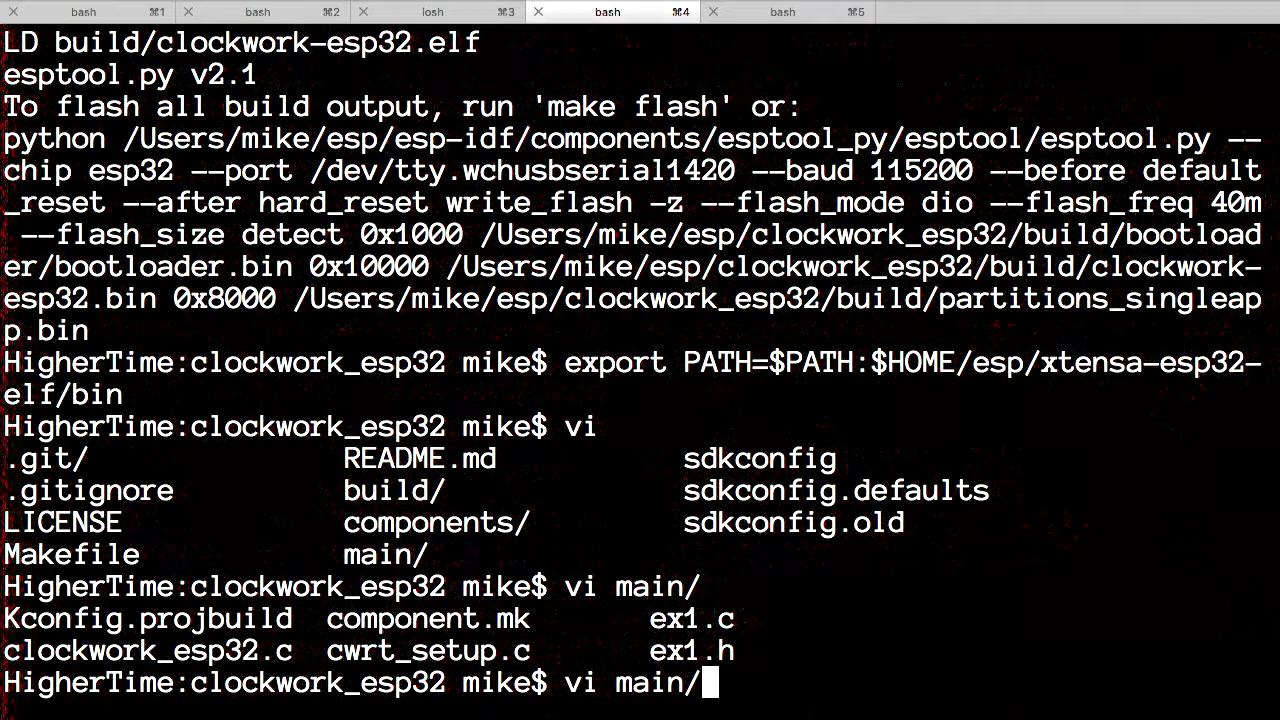 bash ⌘1 bash ⌘2 losh ⌘3 bash ⌘4 bash ⌘5
LD build/clockwork-esp32.elf
esptool.py v2.1
To flash all build output, run 'make flash' or:
python /Users/mike/esp/esp-idf/components/esptool_py/esptool/esptool.py --
chip esp32 --port /dev/tty.wchusbserial1420 --baud 115200 --before default
_reset --after hard_reset write_flash -z --flash_mode dio --flash_freq 40m
 --flash_size detect 0x1000 /Users/mike/esp/clockwork_esp32/build/bootload
er/bootloader.bin 0x10000 /Users/mike/esp/clockwork_esp32/build/clockwork-
esp32.bin 0x8000 /Users/mike/esp/clockwork_esp32/build/partitions_singleap
p.bin
HigherTime:clockwork_esp32 mike$ export PATH=$PATH:$HOME/esp/xtensa-esp32-
elf/bin
HigherTime:clockwork_esp32 mike$ vi
.git/ README.md sdkconfig
.gitignore build/ sdkconfig.defaults
LICENSE components/ sdkconfig.old
Makefile main/
HigherTime:clockwork_esp32 mike$ vi main/
Kconfig.projbuild component.mk ex1.c
clockwork_esp32.c cwrt_setup.c ex1.h
HigherTime:clockwork_esp32 mike$ vi main/